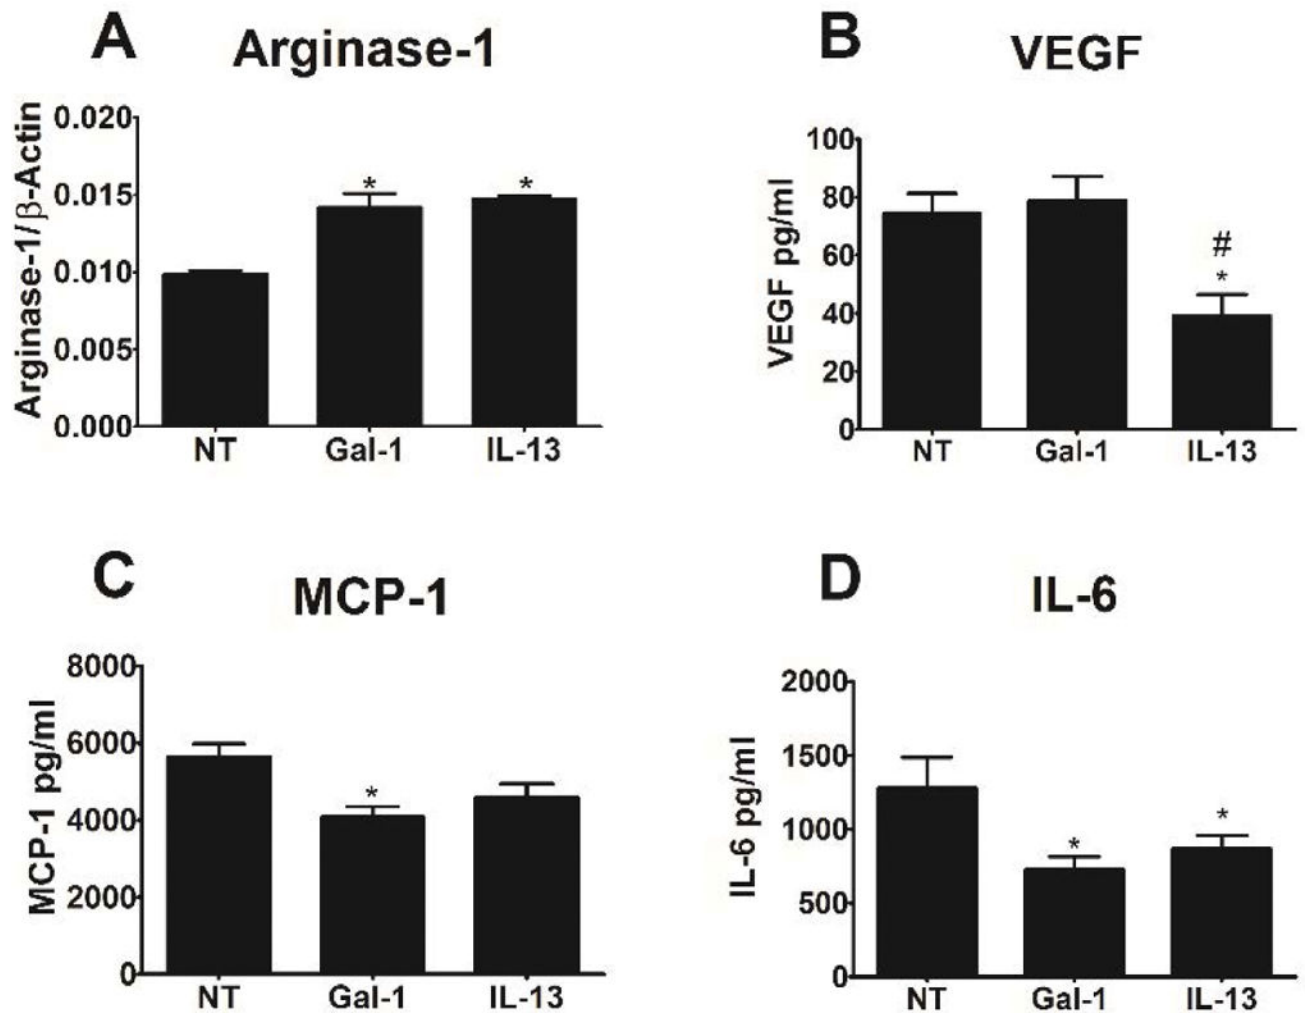 A Arginase-1
Arginase-1/β-Actin
0.020
0.015
0.010
0.005
0.000
* *
NT Gal-1 IL-13
B VEGF
VEGF pg/ml
100
80
60
40
20
0
#
*
NT Gal-1 IL-13
C MCP-1
MCP-1 pg/ml
8000
6000
4000
2000
0
*
NT Gal-1 IL-13
D IL-6
IL-6 pg/ml
2000
1500
1000
500
0
* *
NT Gal-1 IL-13